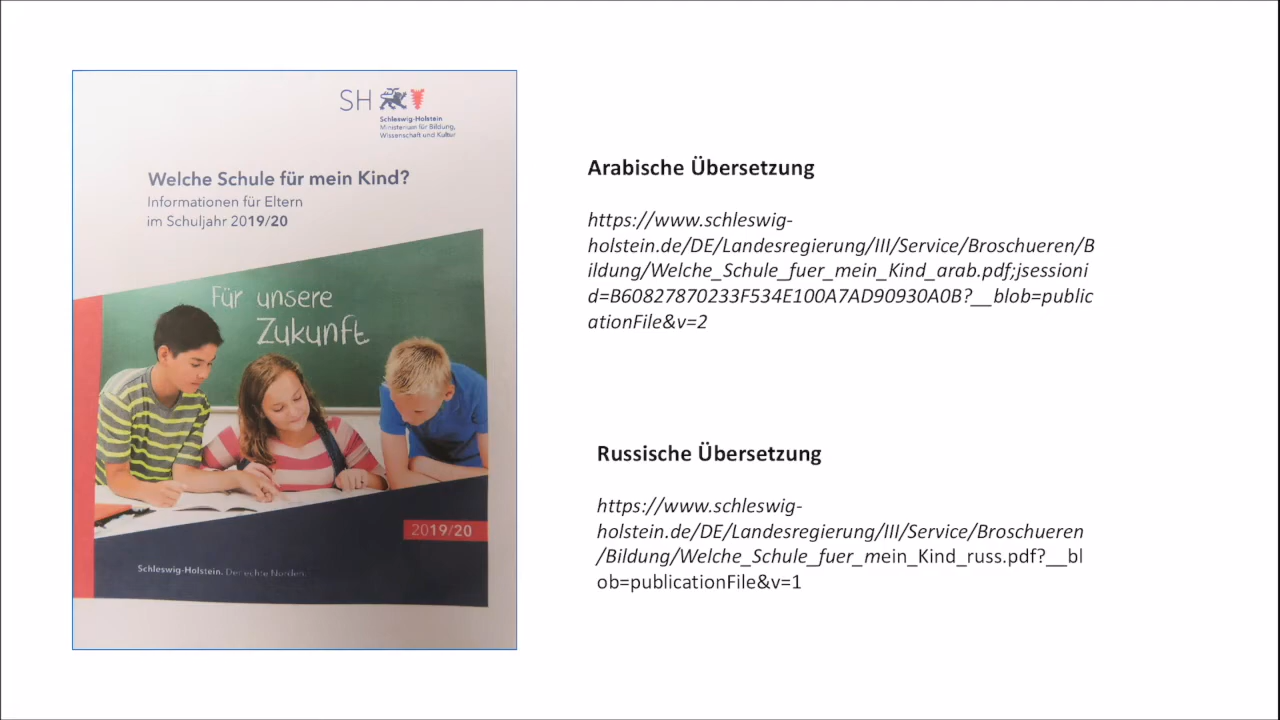 SH
Schleswig-Holstein
Ministerium für Bildung,
Wissenschaft und Kultur
Welche Schule für mein Kind?
Informationen für Eltern
im Schuljahr 2019/20
Für unsere
Zukunft
2019/20
Schleswig-Holstein. Der echte Norden.
Arabische Übersetzung
https://www.schleswig-
holstein.de/DE/Landesregierung/III/Service/Broschueren/B
ildung/Welche_Schule_fuer_mein_Kind_arab.pdf;jsessioni
d=B60827870233F534E100A7AD90930A0B?__blob=public
ationFile&v=2
Russische Übersetzung
https://www.schleswig-
holstein.de/DE/Landesregierung/III/Service/Broschueren
/Bildung/Welche_Schule_fuer_mein_Kind_russ.pdf?__bl
ob=publicationFile&v=1